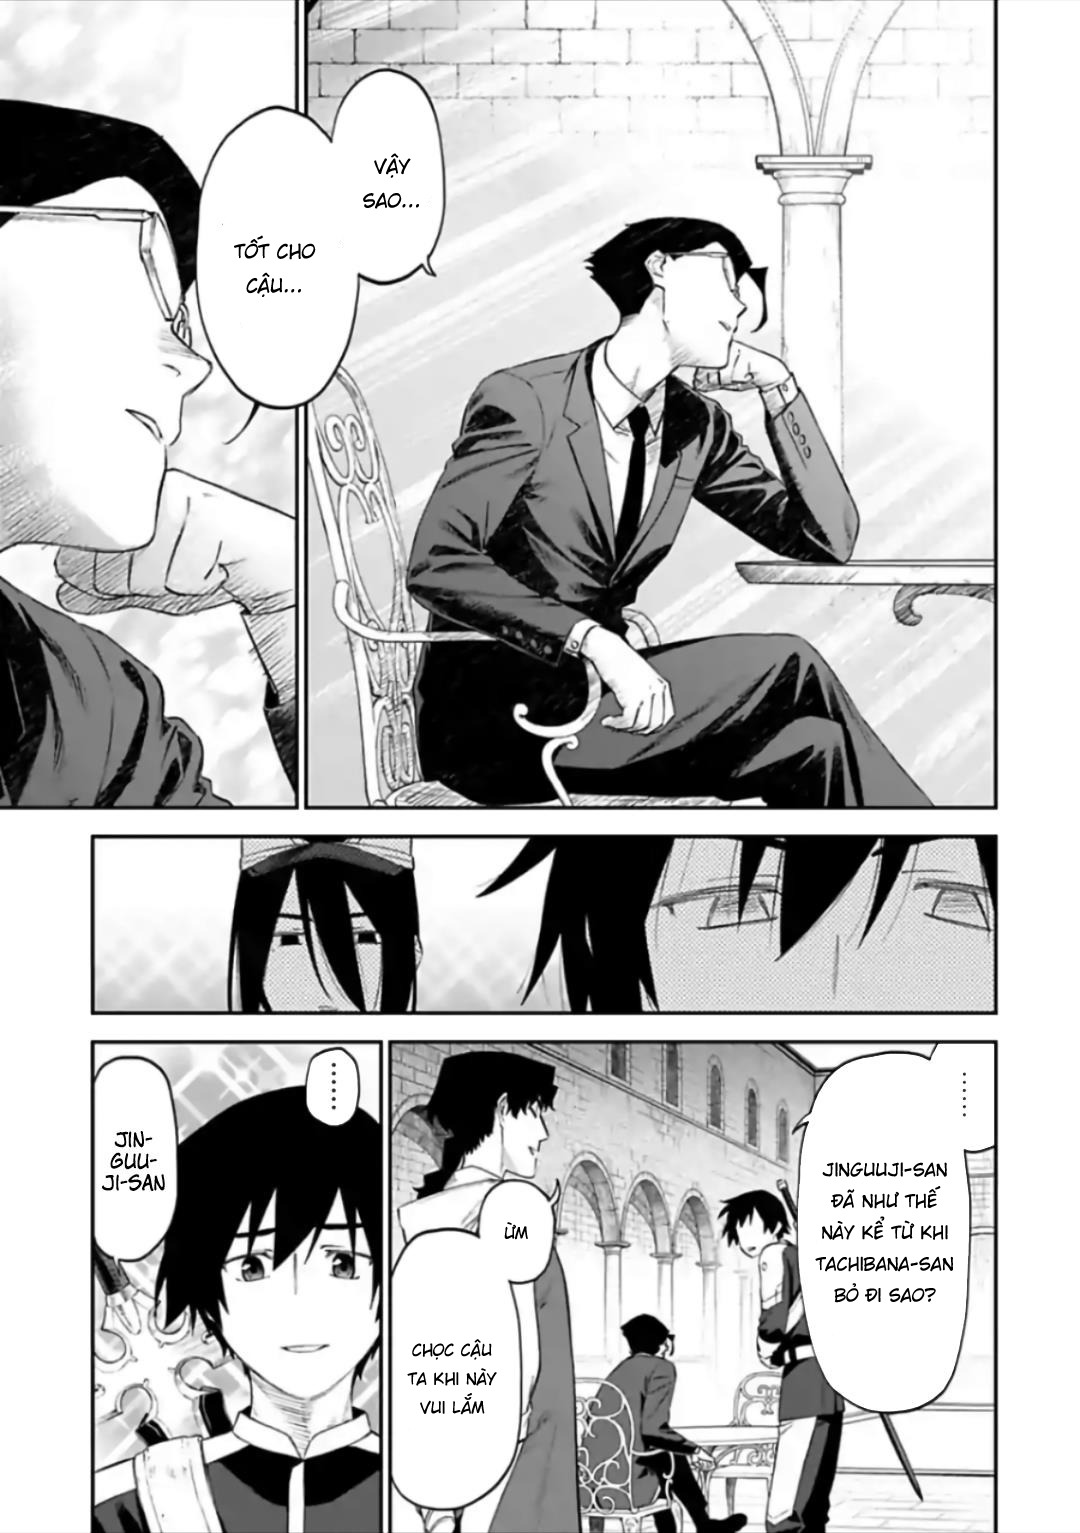 VẬY
SAO...
TỐT CHO
CẬU...
......
JINGUUJI-SAN
ĐÃ NHƯ THẾ
NÀY KỂ TỪ KHI
TACHIBANA-SAN
BỎ ĐI SAO?
ỪM
CHỌC CẬU
TA KHI NÀY
VUI LẮM
......
JIN-
GUU-
JI-SAN